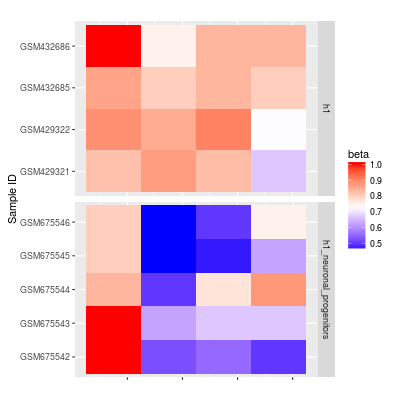 Sample ID
GSM432686
GSM432685
GSM429322
GSM429321
h1
GSM675546
GSM675545
GSM675544
GSM675543
GSM675542
h1_neuronal_progenitors
beta
1.0
0.9
0.8
0.7
0.6
0.5